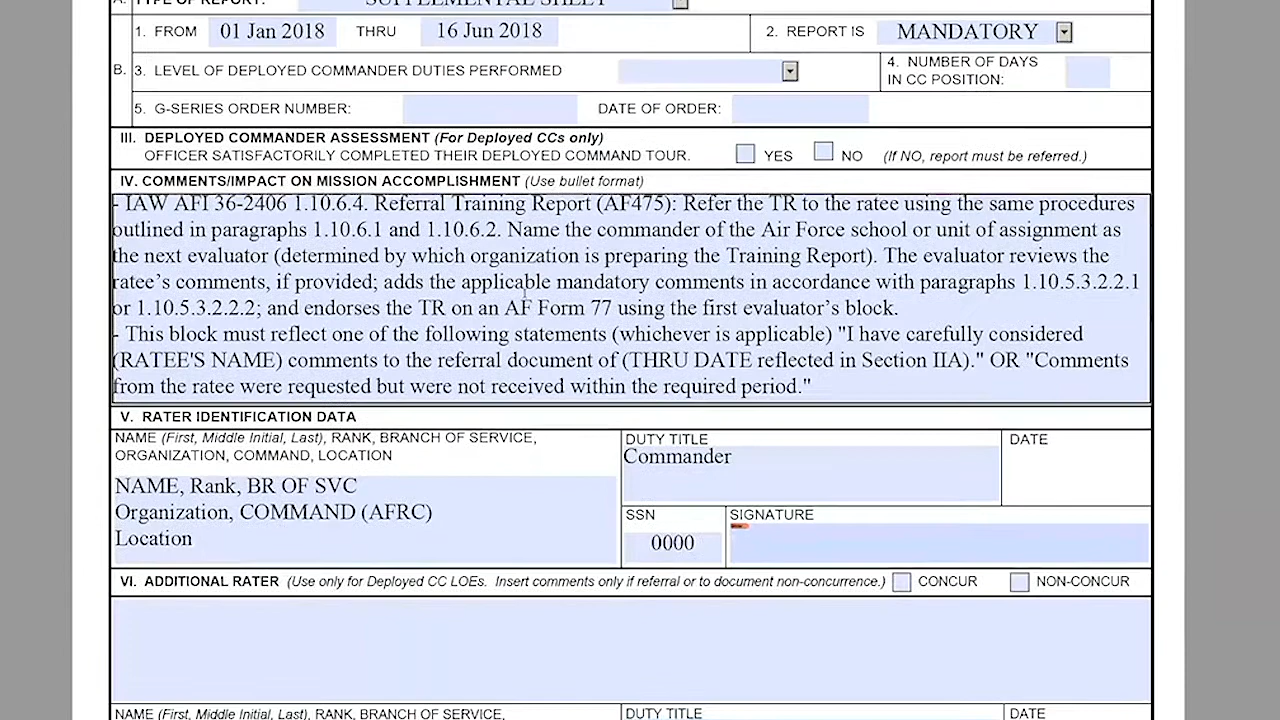 A. TYPE OF REPORT: SUPPLEMENTAL SHEET
1. FROM 01 Jan 2018 THRU 16 Jun 2018 2. REPORT IS MANDATORY
B. 3. LEVEL OF DEPLOYED COMMANDER DUTIES PERFORMED 4. NUMBER OF DAYS
IN CC POSITION:
5. G-SERIES ORDER NUMBER: DATE OF ORDER:
III. DEPLOYED COMMANDER ASSESSMENT (For Deployed CCs only)
OFFICER SATISFACTORILY COMPLETED THEIR DEPLOYED COMMAND TOUR. YES NO (If NO, report must be referred.)
IV. COMMENTS/IMPACT ON MISSION ACCOMPLISHMENT (Use bullet format)
- IAW AFI 36-2406 1.10.6.4. Referral Training Report (AF475): Refer the TR to the ratee using the same procedures
outlined in paragraphs 1.10.6.1 and 1.10.6.2. Name the commander of the Air Force school or unit of assignment as
the next evaluator (determined by which organization is preparing the Training Report). The evaluator reviews the
ratee’s comments, if provided; adds the applicable mandatory comments in accordance with paragraphs 1.10.5.3.2.2.1
or 1.10.5.3.2.2.2; and endorses the TR on an AF Form 77 using the first evaluator’s block.
- This block must reflect one of the following statements (whichever is applicable) "I have carefully considered
(RATEE'S NAME) comments to the referral document of (THRU DATE reflected in Section IIA)." OR "Comments
from the ratee were requested but were not received within the required period."
V. RATER IDENTIFICATION DATA
NAME (First, Middle Initial, Last), RANK, BRANCH OF SERVICE,
ORGANIZATION, COMMAND, LOCATION
NAME, Rank, BR OF SVC
Organization, COMMAND (AFRC)
Location
DUTY TITLE
Commander
DATE
SSN
0000
SIGNATURE
VI. ADDITIONAL RATER (Use only for Deployed CC LOEs. Insert comments only if referral or to document non-concurrence.) CONCUR NON-CONCUR
NAME (First, Middle Initial, Last), RANK, BRANCH OF SERVICE, DUTY TITLE DATE